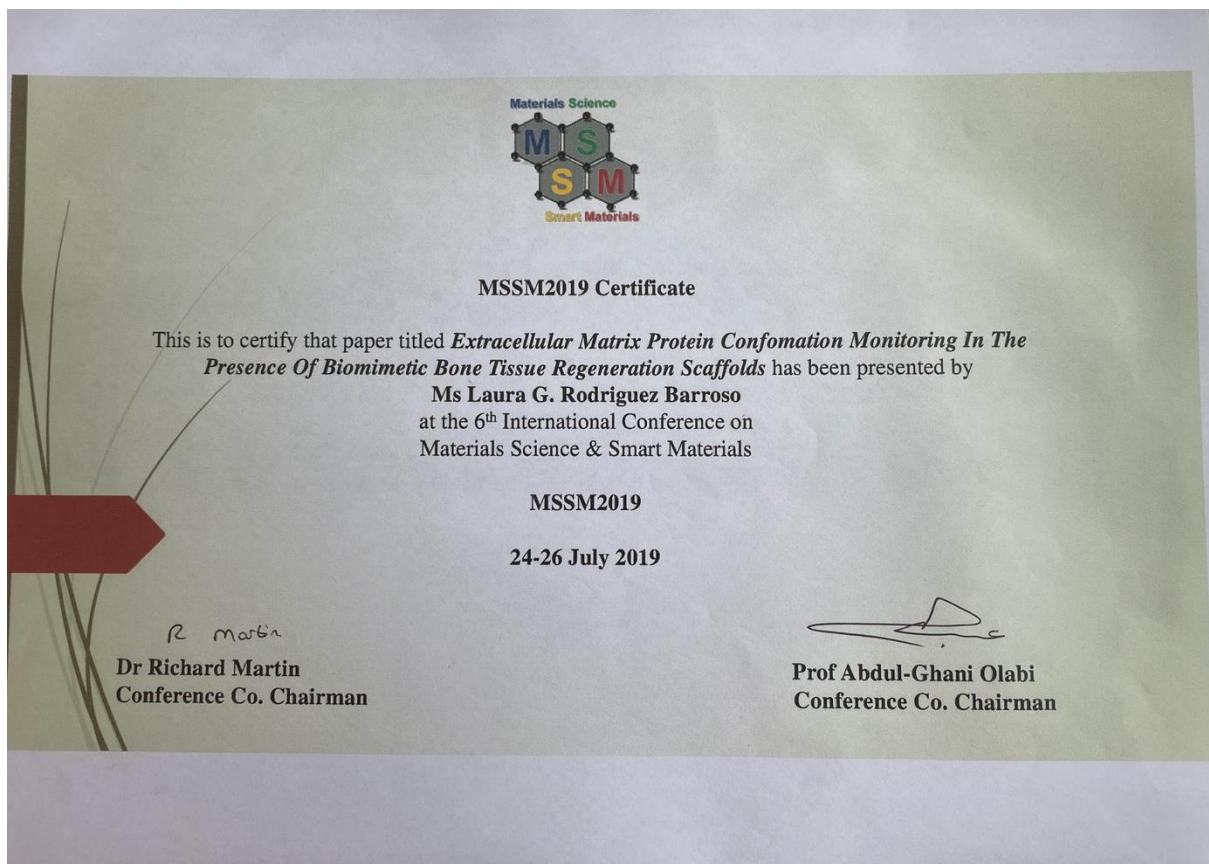 Materials Science
M S
S M
Smart Materials
MSSM2019 Certificate
This is to certify that paper titled Extracellular Matrix Protein Confomation Monitoring In The
Presence Of Biomimetic Bone Tissue Regeneration Scaffolds has been presented by
Ms Laura G. Rodriguez Barroso
at the 6th International Conference on
Materials Science & Smart Materials
MSSM2019
24-26 July 2019
R Martin
Dr Richard Martin
Conference Co. Chairman
Prof Abdul-Ghani Olabi
Conference Co. Chairman